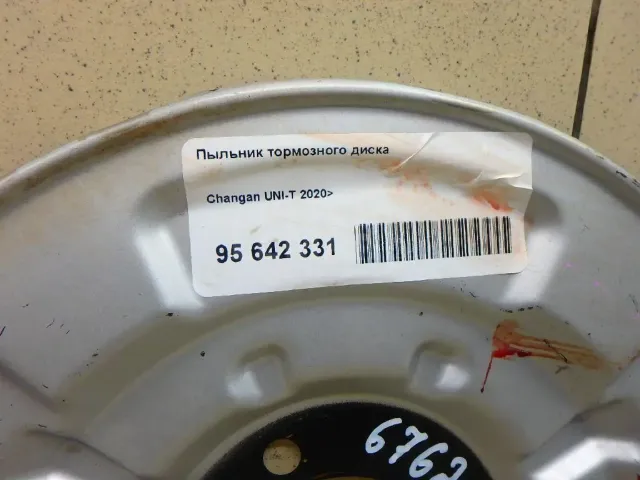 Пыльник тормозного диска
Changan UNI-T 2020>
95 642 331
6762